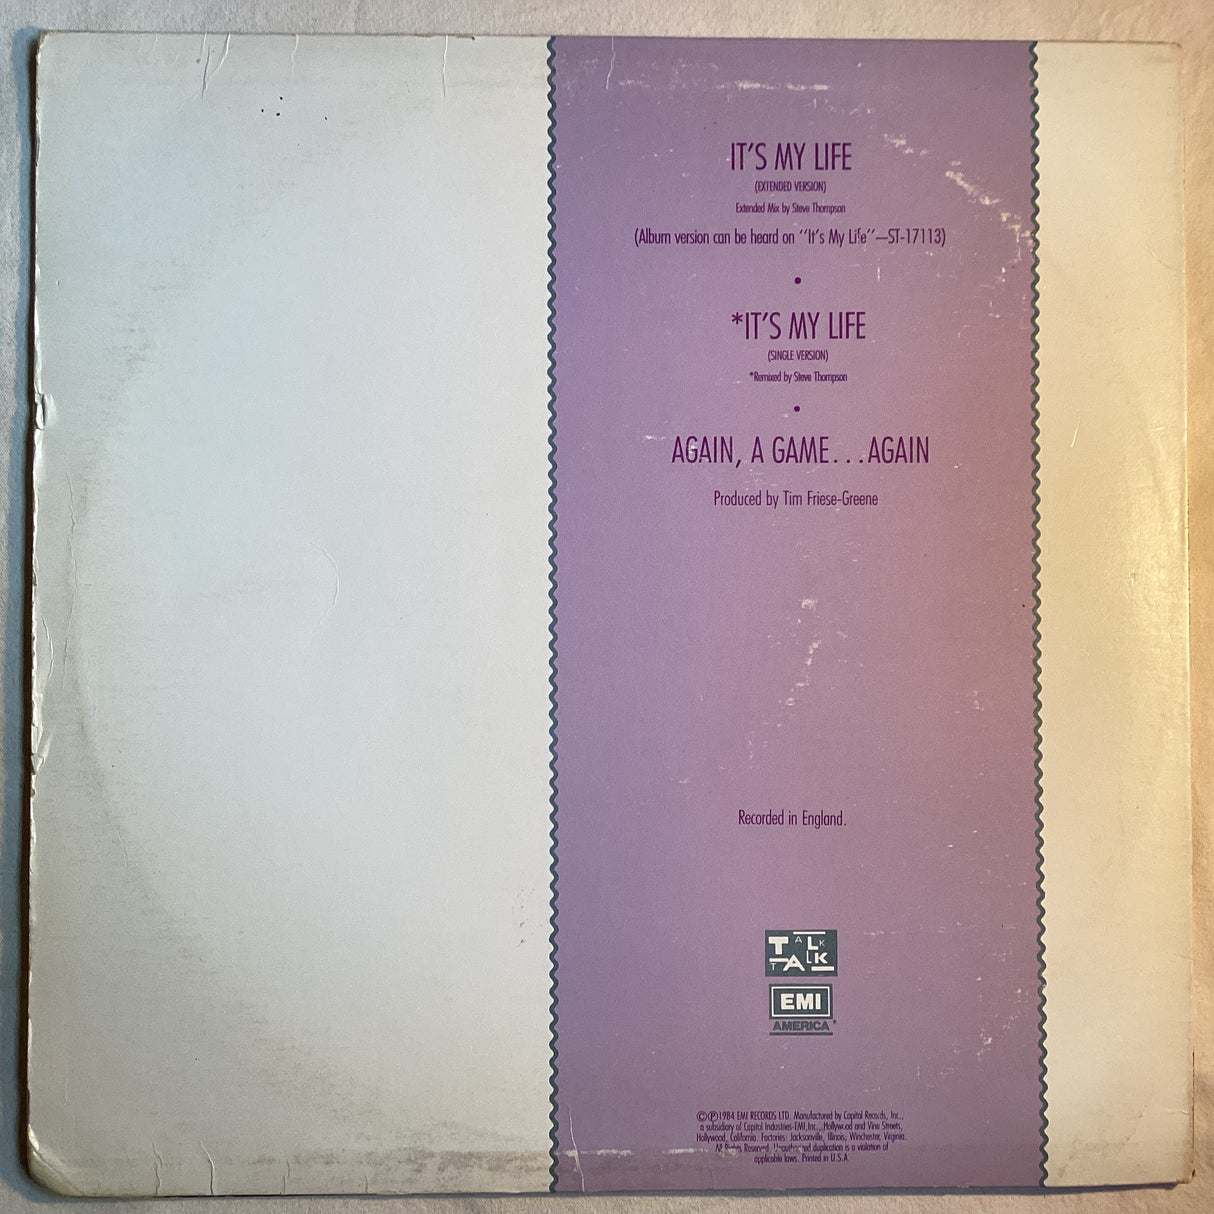 IT'S MY LIFE
(EXTENDED VERSION)
Extended Mix by Steve Thompson
(Album version can be heard on "It's My Life"—ST-17113)
•
*IT'S MY LIFE
(SINGLE VERSION)
*Remixed by Steve Thompson
•
AGAIN, A GAME...AGAIN
Produced by Tim Friese-Greene
Recorded in England.
TALK
TALK
EMI
AMERICA
©℗1984 EMI RECORDS LTD. Manufactured by Capitol Records, Inc.,
a subsidiary of Capitol Industries-EMI,Inc., Hollywood and Vine Streets,
Hollywood, California. Factories: Jacksonville, Illinois; Winchester, Virginia.
All Rights Reserved. Unauthorized duplication is a violation of
applicable laws. Printed in U.S.A.